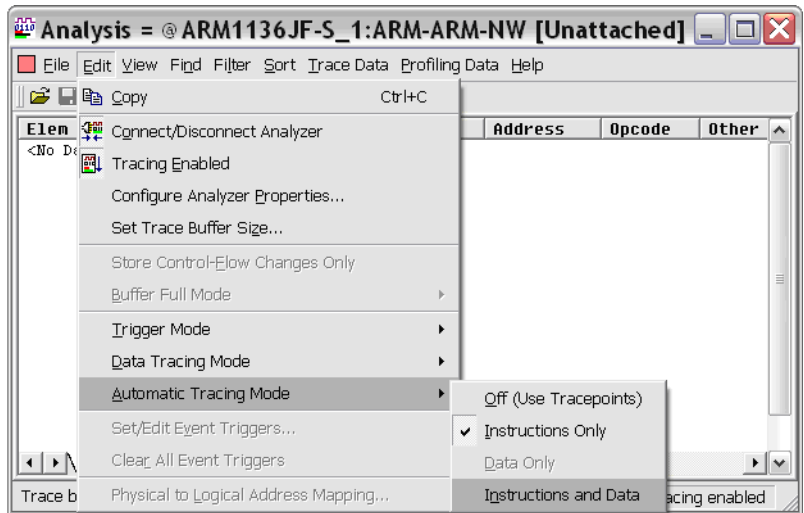 Analysis = @ ARM1136JF-S_1:ARM-ARM-NW [Unattached]
File Edit View Find Filter Sort Trace Data Profiling Data Help
Copy Ctrl+C
Elem Address Opcode Other
Connect/Disconnect Analyzer
<No Da
Tracing Enabled
Configure Analyzer Properties...
Set Trace Buffer Size...
Store Control-Flow Changes Only
Buffer Full Mode
Trigger Mode
Data Tracing Mode
Automatic Tracing Mode
Off (Use Tracepoints)
Set/Edit Event Triggers...
Instructions Only
Clear All Event Triggers
Data Only
Trace b
Physical to Logical Address Mapping...
Instructions and Data
acing enabled